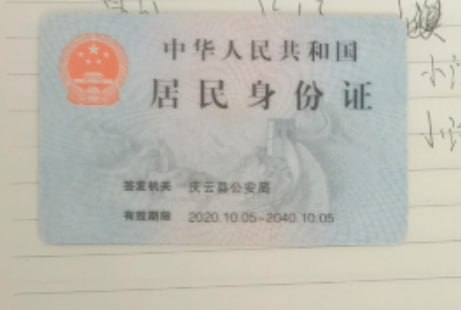 中华人民共和国
居民身份证
签发机关 庆云县公安局
有效期限 2020.10.05-2040.10.05